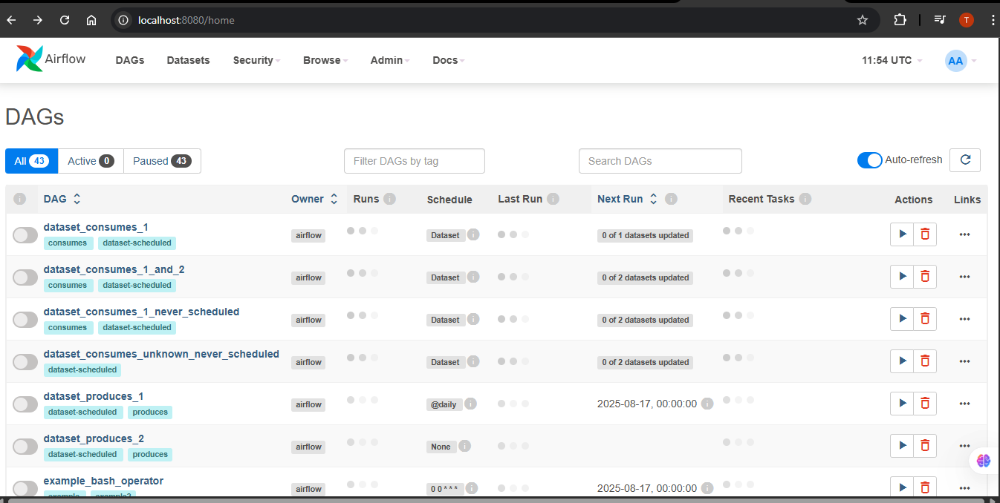 localhost:8080/home
T
Airflow DAGs Datasets Security Browse Admin Docs 11:54 UTC AA
DAGs
All 43 Active 0 Paused 43 Filter DAGs by tag Search DAGs Auto-refresh
i DAG Owner Runs i Schedule Last Run i Next Run i Recent Tasks i Actions Links
dataset_consumes_1
consumes dataset-scheduled airflow Dataset i 0 of 1 datasets updated
dataset_consumes_1_and_2
consumes dataset-scheduled airflow Dataset i 0 of 2 datasets updated
dataset_consumes_1_never_scheduled
consumes dataset-scheduled airflow Dataset i 0 of 2 datasets updated
dataset_consumes_unknown_never_scheduled
dataset-scheduled airflow Dataset i 0 of 2 datasets updated
dataset_produces_1
dataset-scheduled produces airflow @daily i 2025-08-17, 00:00:00 i
dataset_produces_2
dataset-scheduled produces airflow None i
example_bash_operator
example example2 airflow 0 0 * * * i 2025-08-17, 00:00:00 i